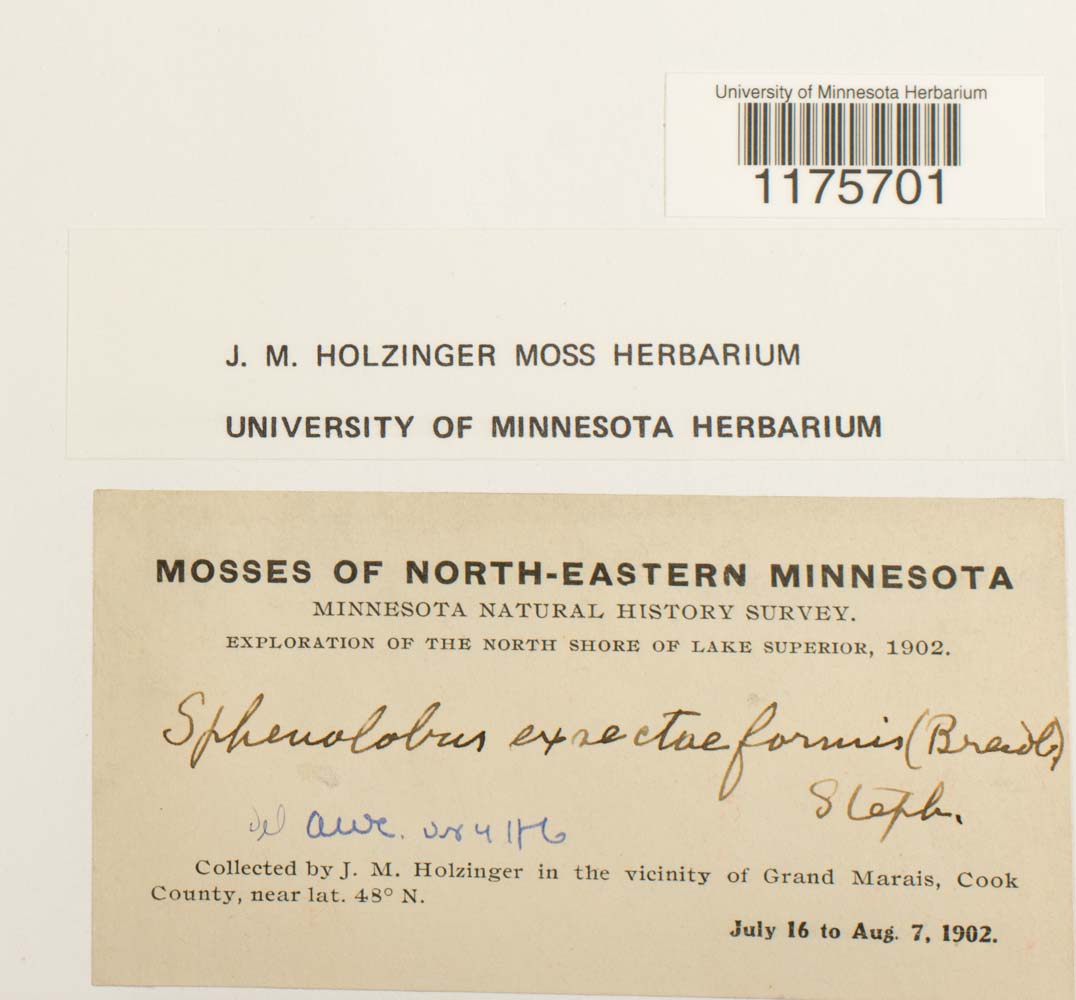 University of Minnesota Herbarium
1175701
J. M. HOLZINGER MOSS HERBARIUM
UNIVERSITY OF MINNESOTA HERBARIUM
MOSSES OF NORTH-EASTERN MINNESOTA
MINNESOTA NATURAL HISTORY SURVEY.
EXPLORATION OF THE NORTH SHORE OF LAKE SUPERIOR, 1902.
Sphenolobus exsectaeformis (Breidl.)
Steph.
Collected by J. M. Holzinger in the vicinity of Grand Marais, Cook
County, near lat. 48° N.
July 16 to Aug. 7, 1902.